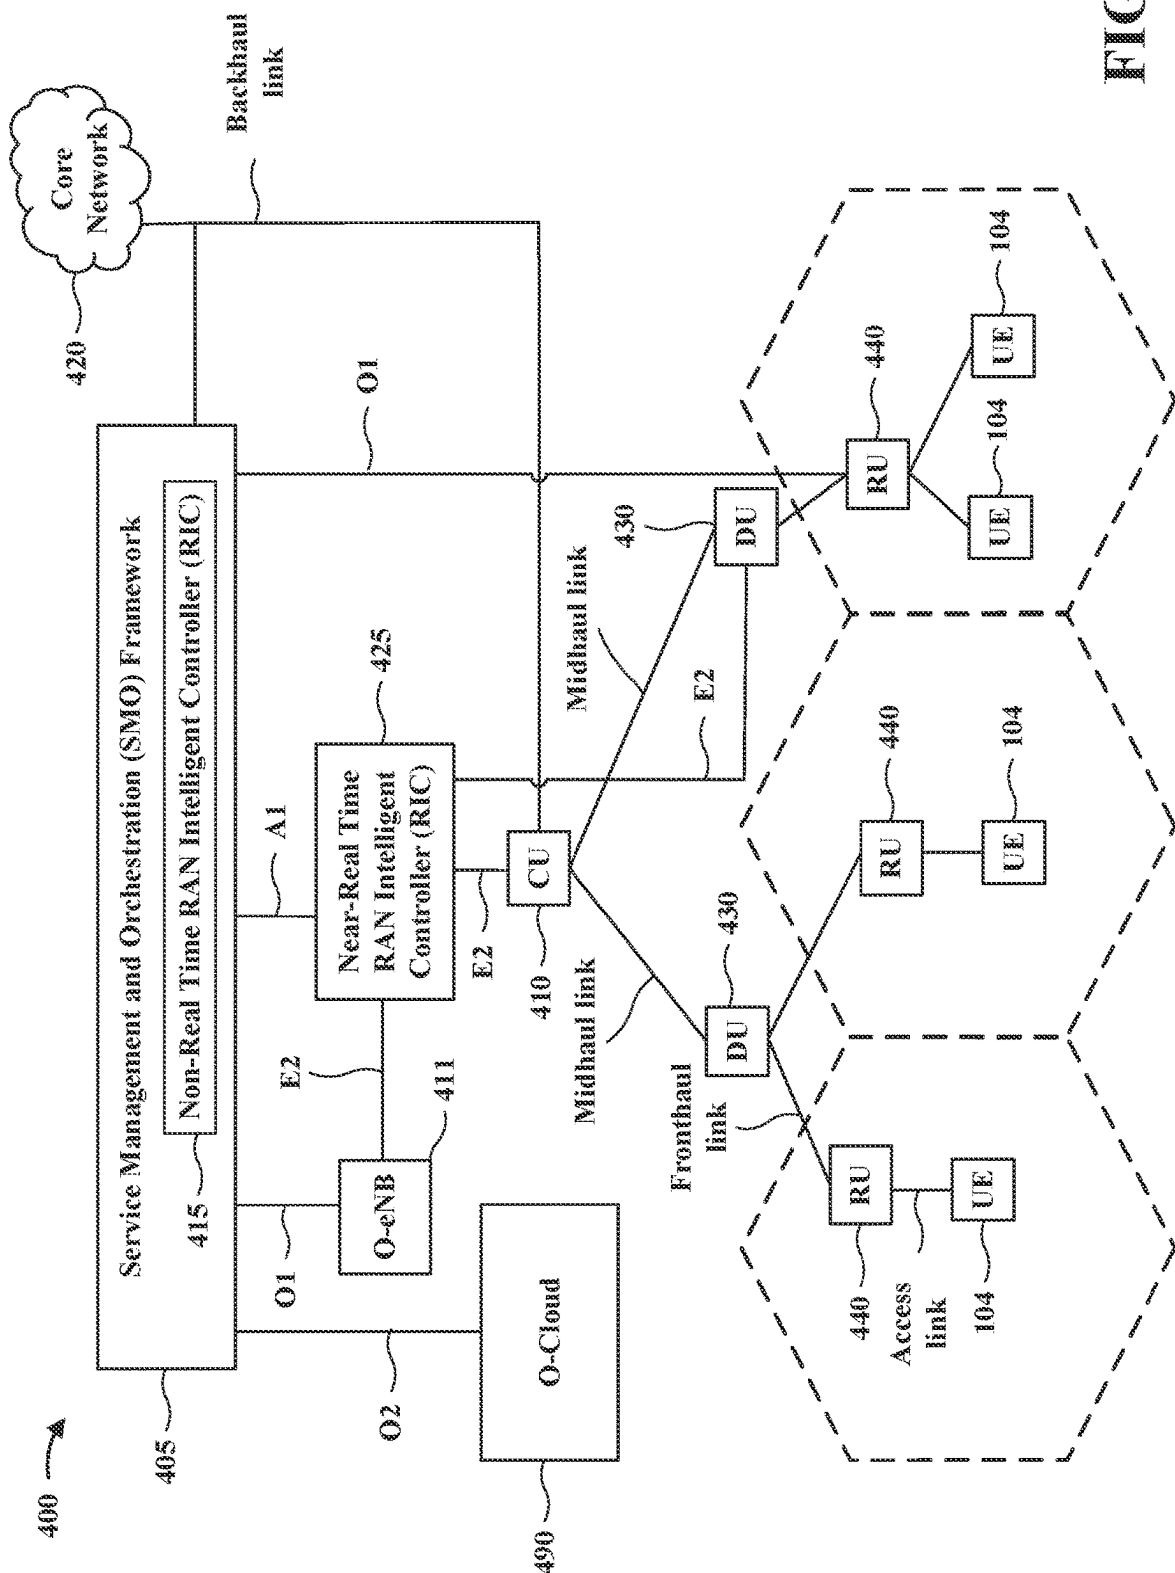 400
405
Service Management and Orchestration (SMO) Framework
415
Non-Real Time RAN Intelligent Controller (RIC)
420
Core
Network
Backhaul
link
O2
O1
A1
O1
490
O-Cloud
O-eNB
411
E2
Near-Real Time
RAN Intelligent
Controller (RIC)
425
E2
410
CU
Midhaul link
Midhaul link
E2
430
DU
430
DU
Fronthaul
link
440
RU
RU
440
RU
440
Access
link
104
UE
UE
104
UE
104
UE
104
FIG